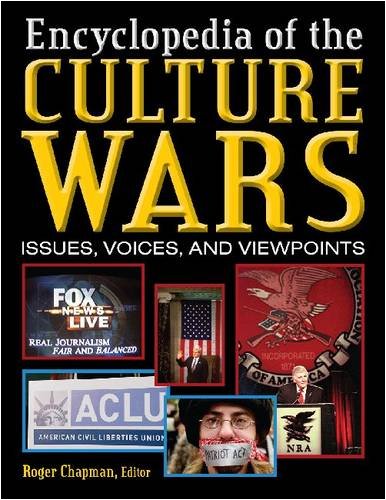 Encyclopedia of the
CULTURE
WARS
ISSUES, VOICES, AND VIEWPOINTS
FOX
NEWS
LIVE
REAL JOURNALISM
FAIR AND BALANCED
INCORPORATED
1871
OF AMERICA
ACLU
AMERICAN CIVIL LIBERTIES UNION
PATRIOT ACT
NRA
Roger Chapman, Editor